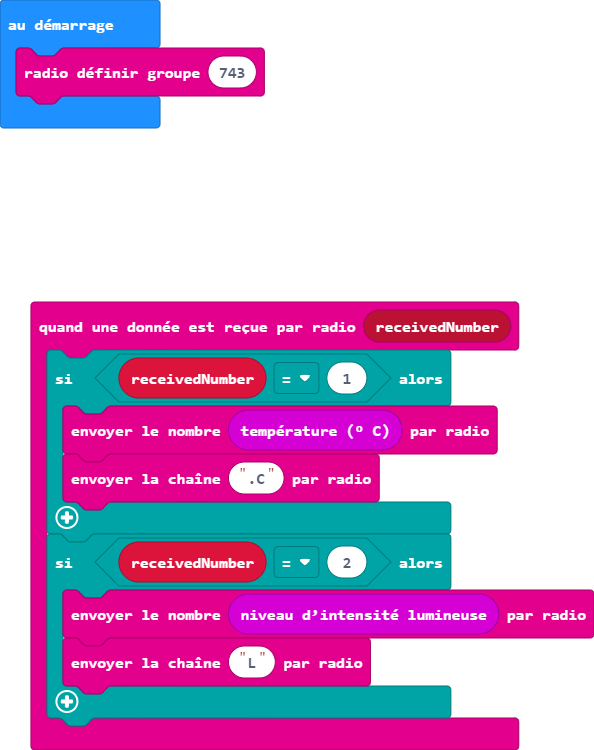 au démarrage
radio définir groupe 743
quand une donnée est reçue par radio receivedNumber
si receivedNumber = 1 alors
envoyer le nombre température (º C) par radio
envoyer la chaîne ".C" par radio
si receivedNumber = 2 alors
envoyer le nombre niveau d’intensité lumineuse par radio
envoyer la chaîne "L" par radio